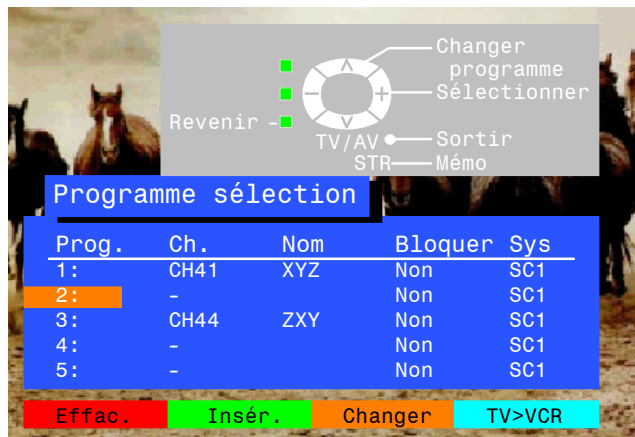 Changer
programme
Sélectionner
Revenir
TV/AV Sortir
STR Mémo
Programme sélection
Prog. Ch. Nom Bloquer Sys
1: CH41 XYZ Non SC1
2: - Non SC1
3: CH44 ZXY Non SC1
4: - Non SC1
5: - Non SC1
Effac. Insér. Changer TV>VCR